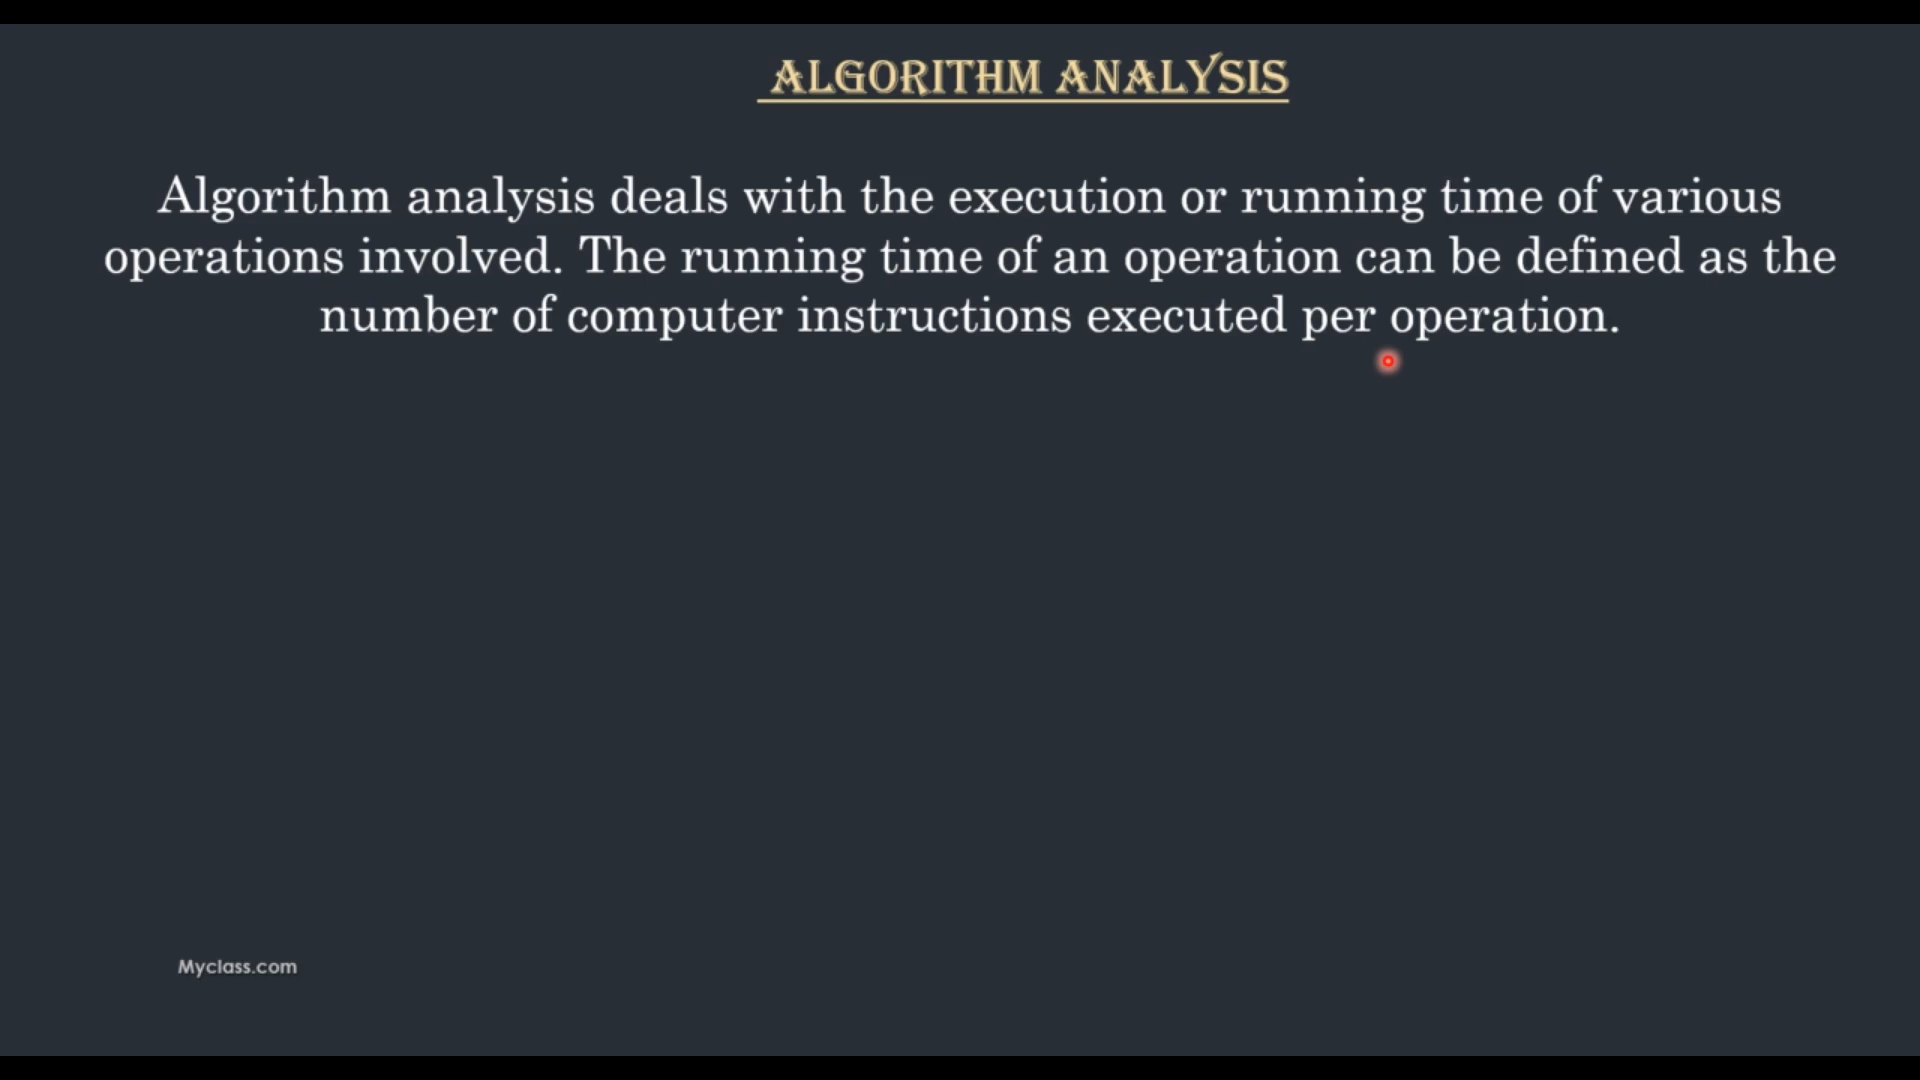 ALGORITHM ANALYSIS
Algorithm analysis deals with the execution or running time of various
operations involved. The running time of an operation can be defined as the
number of computer instructions executed per operation.
Myclass.com